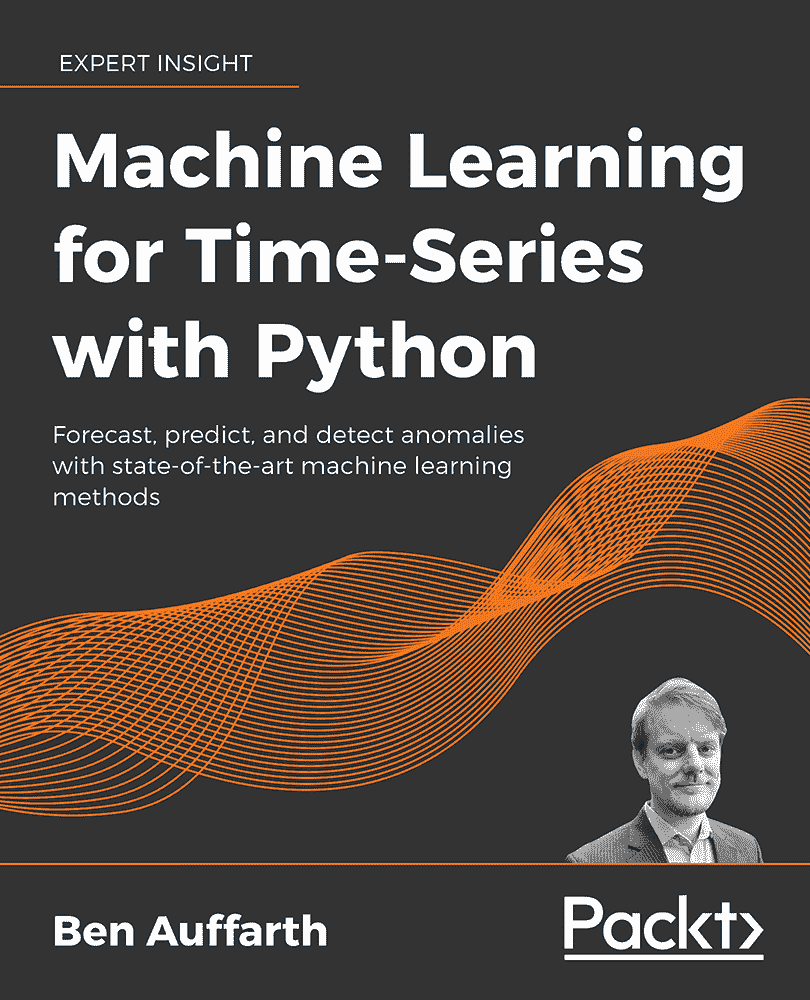 EXPERT INSIGHT
Machine Learning
for Time-Series
with Python
Forecast, predict, and detect anomalies
with state-of-the-art machine learning
methods
Ben Auffarth
Packt>